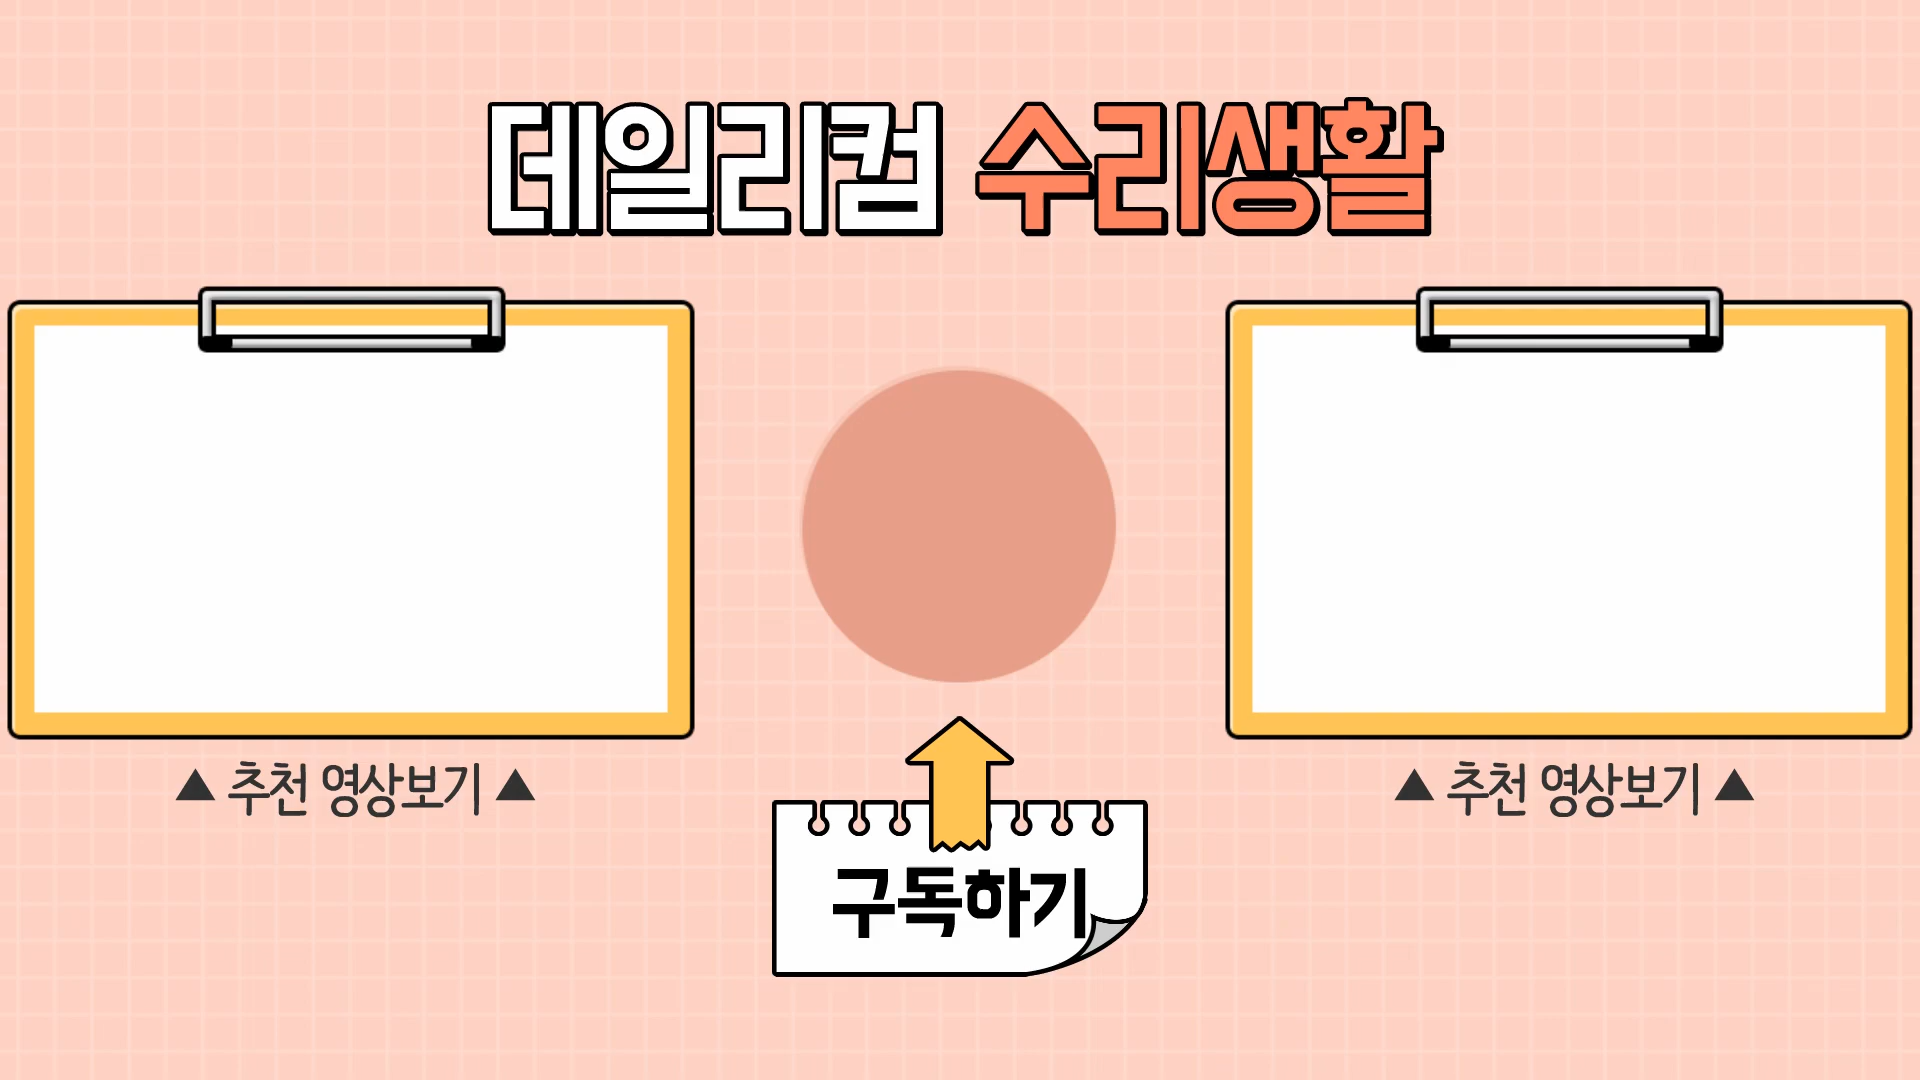 데일리컴 수리생활
▲ 추천 영상보기 ▲
▲ 추천 영상보기 ▲
구독하기